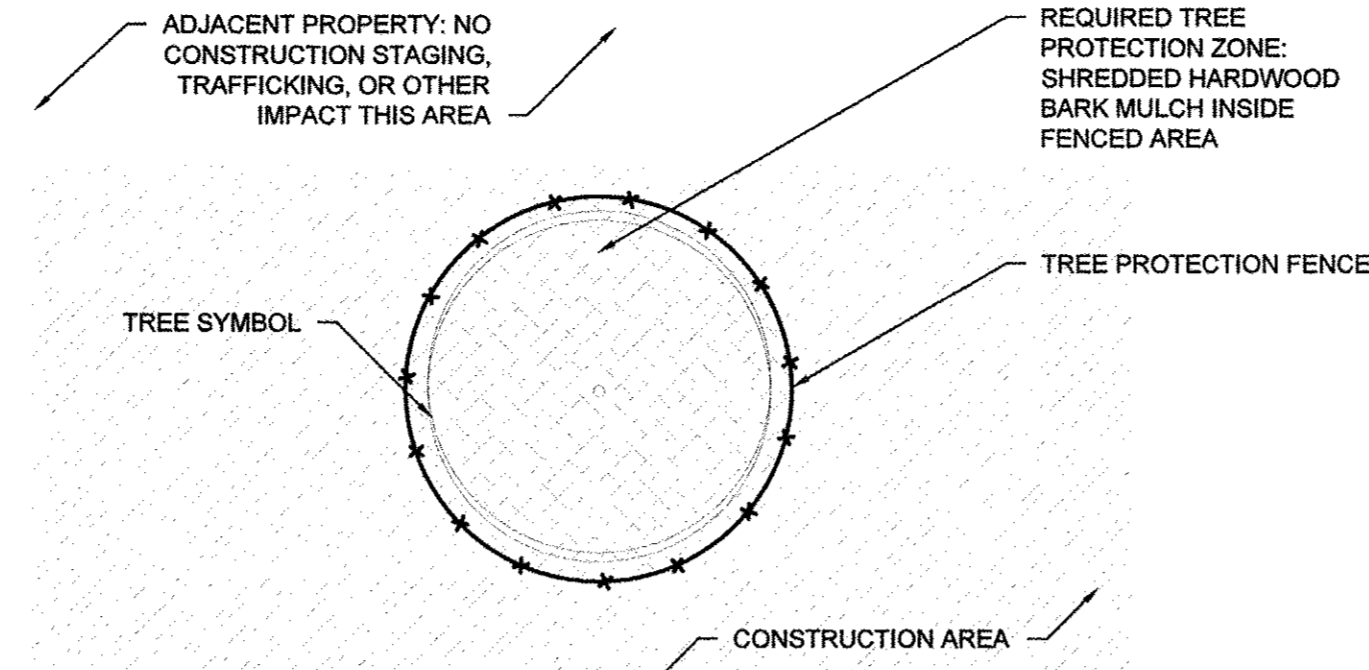 ADJACENT PROPERTY: NO
CONSTRUCTION STAGING,
TRAFFICKING, OR OTHER
IMPACT THIS AREA
REQUIRED TREE
PROTECTION ZONE:
SHREDDED HARDWOOD
BARK MULCH INSIDE
FENCED AREA
TREE PROTECTION FENCE
TREE SYMBOL
CONSTRUCTION AREA